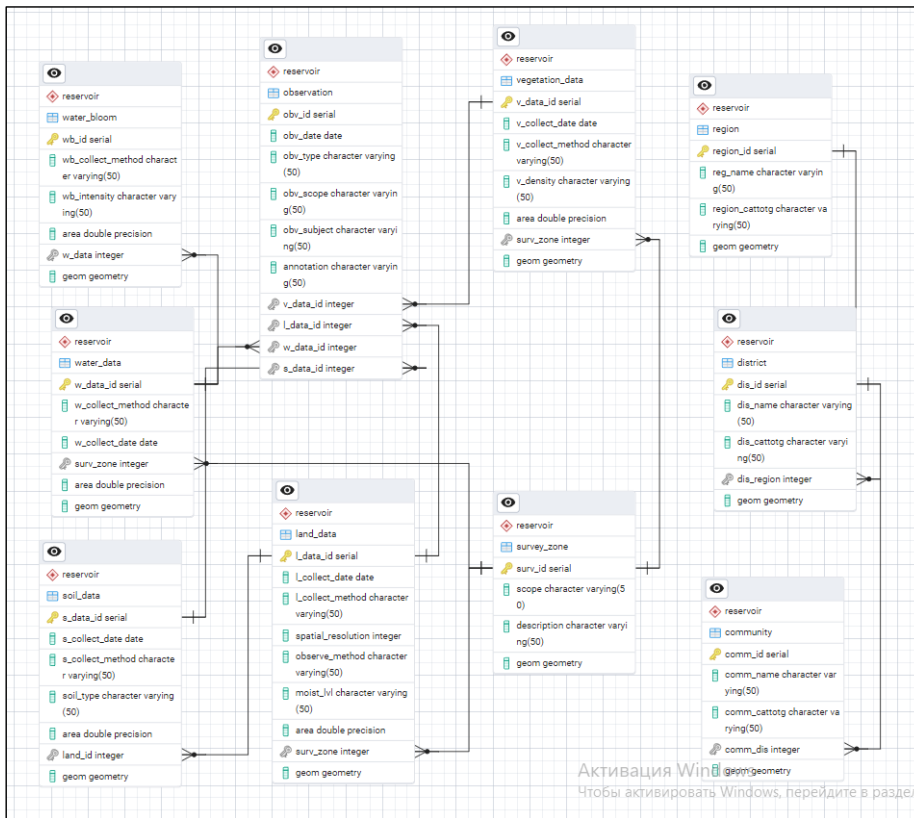 reservoir
water_bloom
wb_id serial
wb_collect_method charact
er varying(50)
wb_intensity character vary
ing(50)
area double precision
w_data integer
geom geometry
reservoir
observation
obv_id serial
obv_date date
obv_type character varying
(50)
obv_scope character varyin
g(50)
obv_subject character varyi
ng(50)
annotation character varyin
g(50)
v_data_id integer
l_data_id integer
w_data_id integer
s_data_id integer
reservoir
vegetation_data
v_data_id serial
v_collect_date date
v_collect_method character
varying(50)
v_density character varying
(50)
area double precision
surv_zone integer
geom geometry
reservoir
region
region_id serial
reg_name character varyin
g(50)
region_cattotg character va
rying(50)
geom geometry
reservoir
water_data
w_data_id serial
w_collect_method characte
r varying(50)
w_collect_date date
surv_zone integer
area double precision
geom geometry
reservoir
district
dis_id serial
dis_name character varying
(50)
dis_cattotg character varyi
ng(50)
dis_region integer
geom geometry
reservoir
land_data
l_data_id serial
l_collect_date date
l_collect_method character
varying(50)
spatial_resolution integer
observe_method character
varying(50)
moist_lvl character varying
(50)
area double precision
surv_zone integer
geom geometry
reservoir
survey_zone
surv_id serial
scope character varying(5
0)
description character varyi
ng(50)
geom geometry
reservoir
soil_data
s_data_id serial
s_collect_date date
s_collect_method characte
r varying(50)
soil_type character varying
(50)
area double precision
land_id integer
geom geometry
reservoir
community
comm_id serial
comm_name character var
ying(50)
comm_cattotg character va
rying(50)
comm_dis integer
geom geometry
Активация Windows
Чтобы активировать Windows, перейдите в раздел